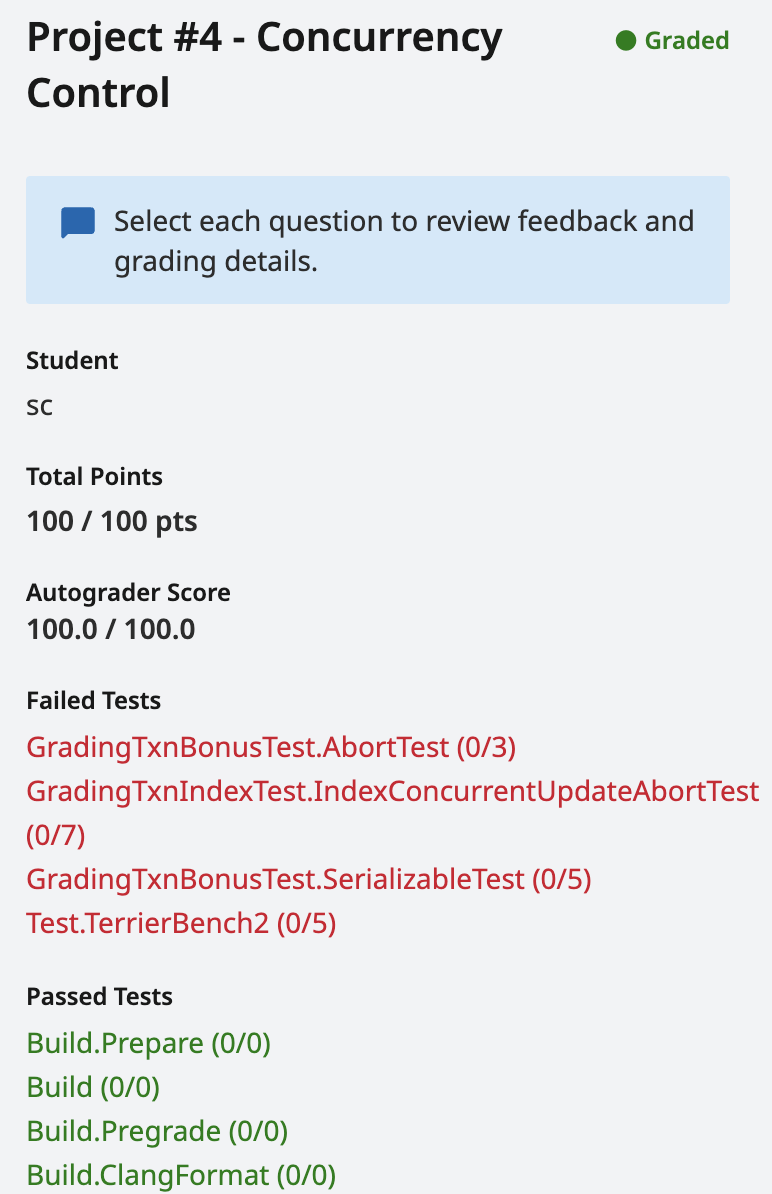 Project #4 - Concurrency
Control
Graded
Select each question to review feedback and
grading details.
Student
sc
Total Points
100 / 100 pts
Autograder Score
100.0 / 100.0
Failed Tests
GradingTxnBonusTest.AbortTest (0/3)
GradingTxnIndexTest.IndexConcurrentUpdateAbortTest
(0/7)
GradingTxnBonusTest.SerializableTest (0/5)
Test.TerrierBench2 (0/5)
Passed Tests
Build.Prepare (0/0)
Build (0/0)
Build.Pregrade (0/0)
Build.ClangFormat (0/0)